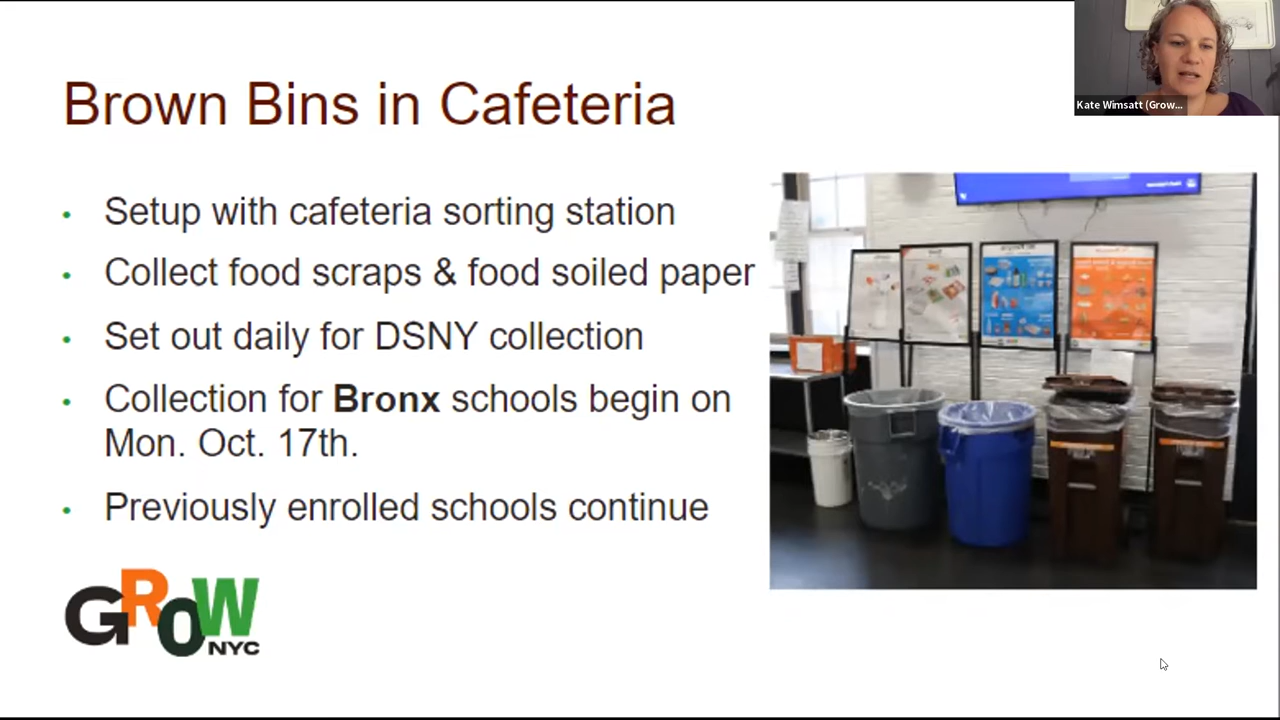 Kate Wimsatt (Grow...
Brown Bins in Cafeteria
Setup with cafeteria sorting station
Collect food scraps & food soiled paper
Set out daily for DSNY collection
Collection for Bronx schools begin on
Mon. Oct. 17th.
Previously enrolled schools continue
GROW
NYC